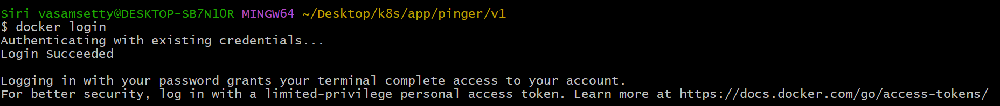 Siri vasamsetty@DESKTOP-SB7N1OR MINGW64 ~/Desktop/k8s/app/pinger/v1
$ docker login
Authenticating with existing credentials...
Login Succeeded
Logging in with your password grants your terminal complete access to your account.
For better security, log in with a limited-privilege personal access token. Learn more at https://docs.docker.com/go/access-tokens/